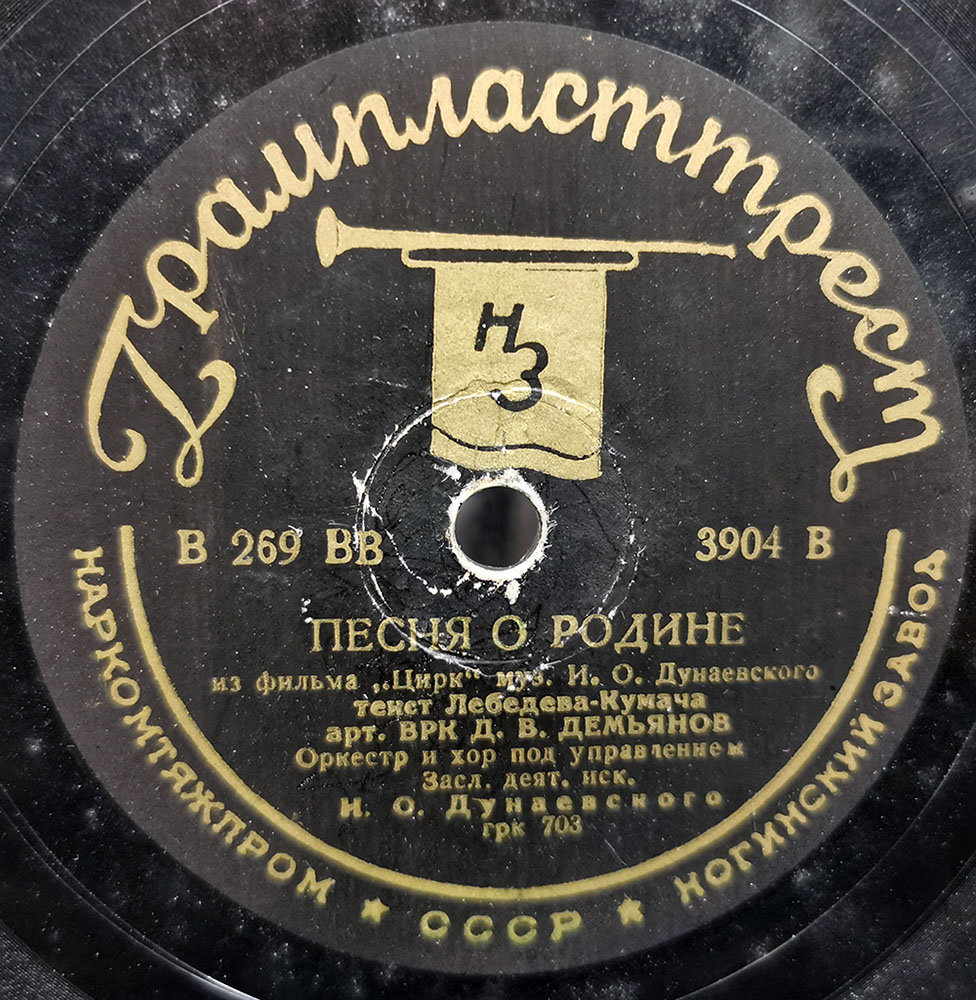 Грампласттрест
НЗ
В 269 ВВ
3904 В
ПЕСНЯ О РОДИНЕ
из фильма „Цирк“ муз. И. О. Дунаевского
текст Лебедева-Кумача
арт. ВРК Д. В. ДЕМЬЯНОВ
Оркестр и хор под управлением
Засл. деят. иск.
И. О. Дунаевского
грк 703
НАРКОМТЯЖПРОМ ★ СССР ★ НОГИНСКИЙ ЗАВОД